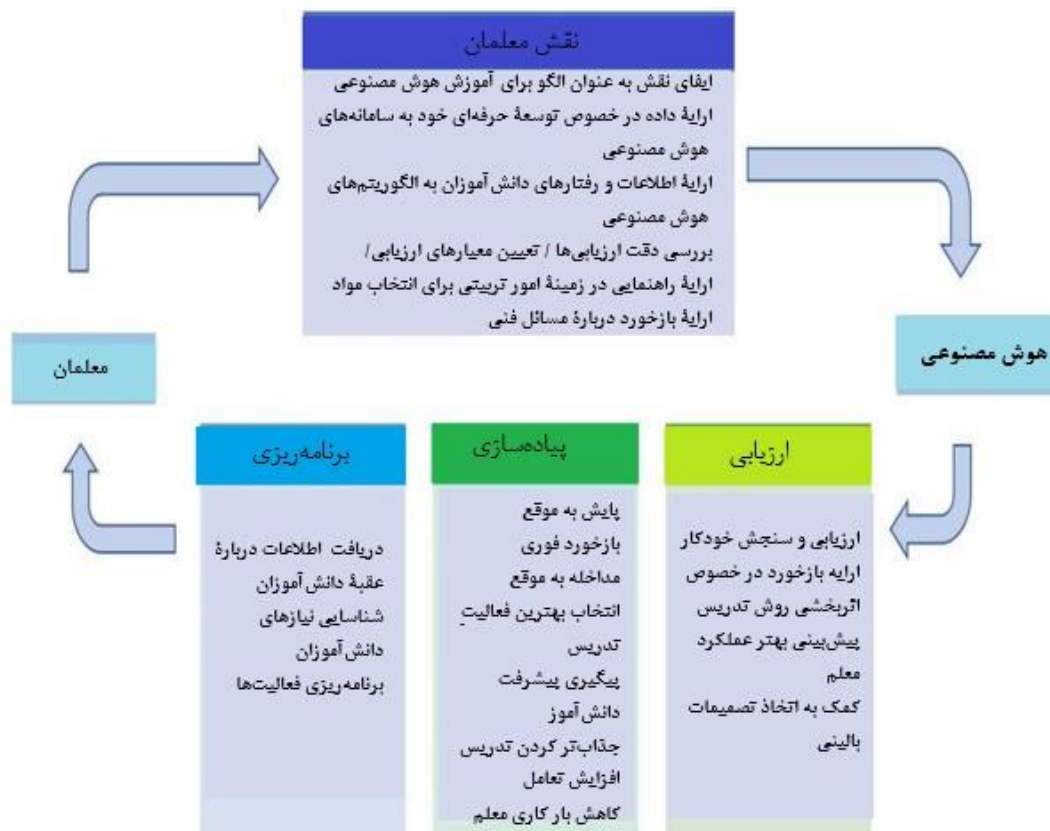 نقش معلمان
ایفای نقش به عنوان الگو برای آموزش هوش مصنوعی
ارایهٔ داده در خصوص توسعهٔ حرفه‌ای خود به سامانه‌های
هوش مصنوعی
ارایهٔ اطلاعات و رفتارهای دانش‌آموزان به الگوریتم‌های
هوش مصنوعی
بررسی دقت ارزیابی‌ها / تعیین معیارهای ارزیابی/
ارایهٔ راهنمایی در زمینهٔ امور تربیتی برای انتخاب مواد
ارایهٔ بازخورد دربارهٔ مسائل فنی
هوش مصنوعی
معلمان
ارزیابی
ارزیابی و سنجش خودکار
ارایه بازخورد در خصوص
اثربخشی روش تدریس
پیش‌بینی بهتر عملکرد
معلم
کمک به اتخاذ تصمیمات
بالینی
پیاده‌سازی
پایش به موقع
بازخورد فوری
مداخله به موقع
انتخاب بهترین فعالیت
تدریس
پیگیری پیشرفت
دانش‌آموز
جذاب‌تر کردن تدریس
افزایش تعامل
کاهش بار کاری معلم
برنامه‌ریزی
دریافت اطلاعات دربارهٔ
عقبهٔ دانش‌آموزان
شناسایی نیازهای
دانش‌آموزان
برنامه‌ریزی فعالیت‌ها